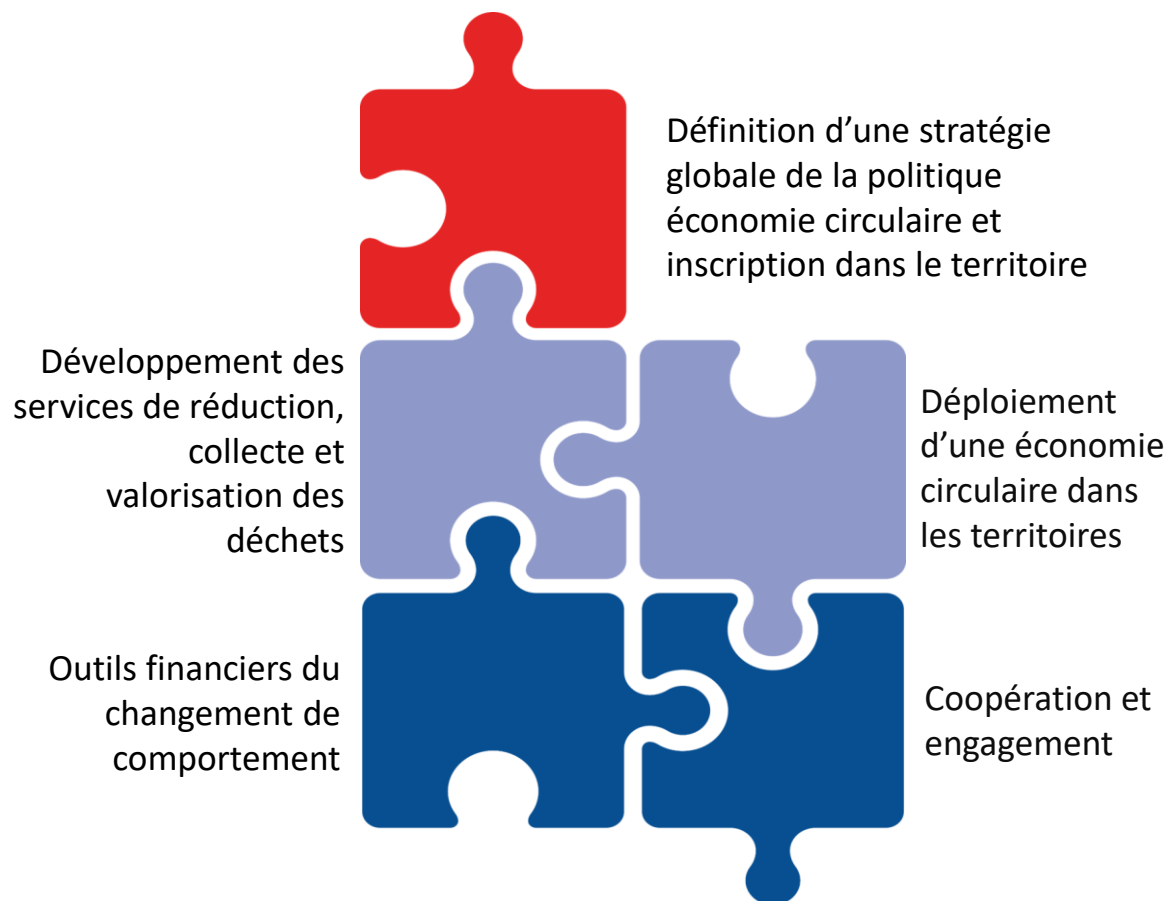 Définition d’une stratégie
globale de la politique
économie circulaire et
inscription dans le territoire
Développement des
services de réduction,
collecte et
valorisation des
déchets
Déploiement
d’une économie
circulaire dans
les territoires
Outils financiers du
changement de
comportement
Coopération et
engagement